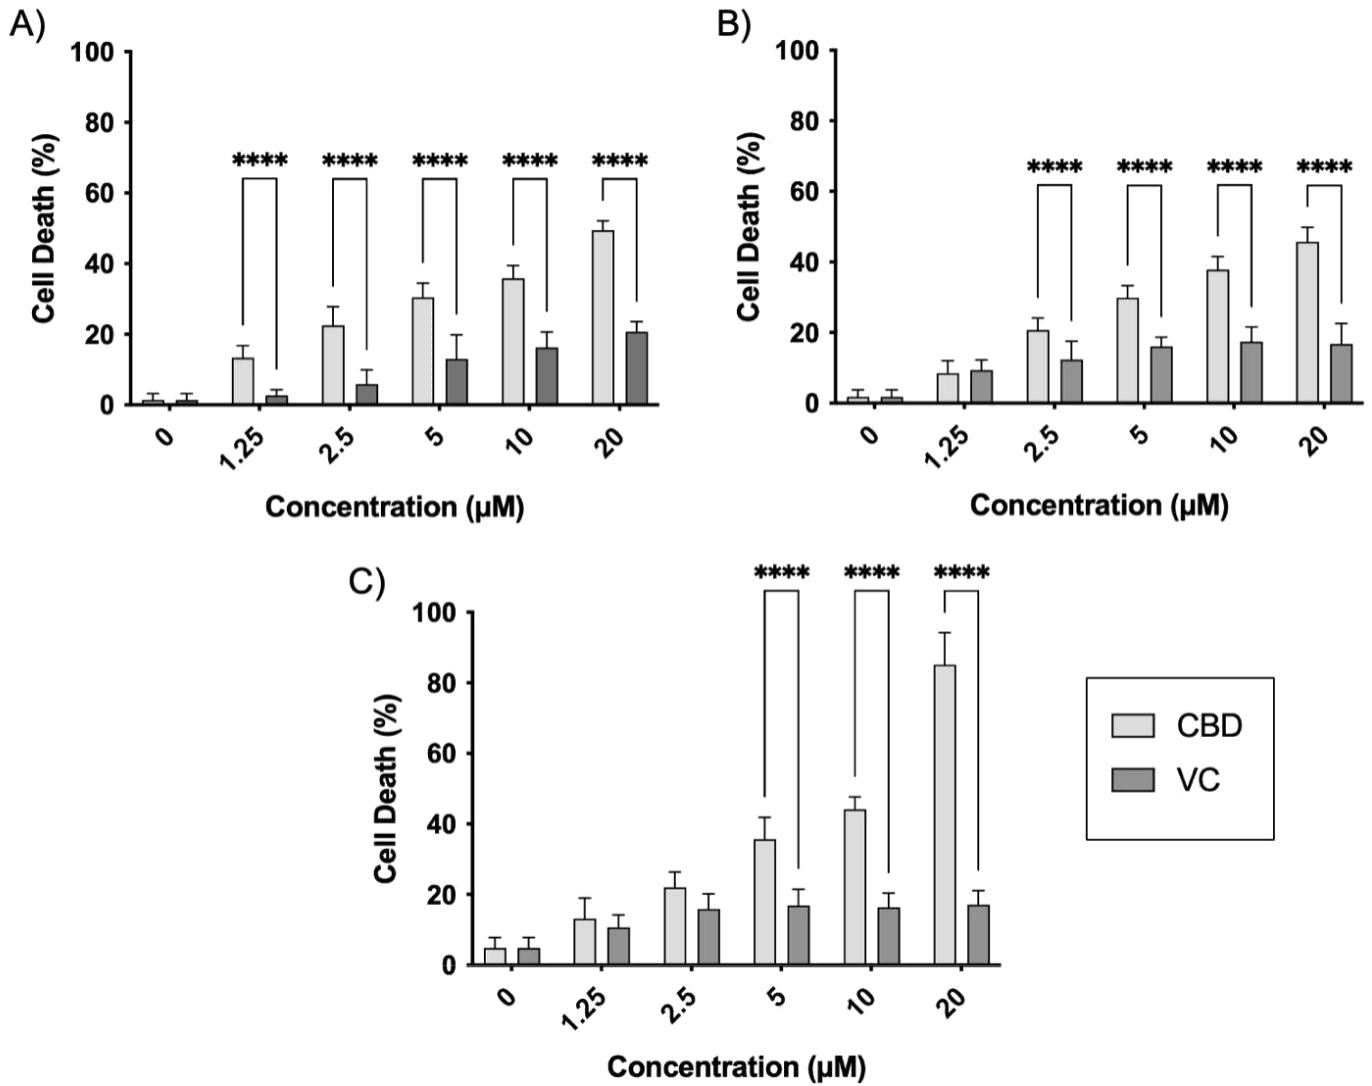 A)
Cell Death (%)
100
80
60
40
20
0
**** **** **** **** ****
0 1.25 2.5 5 10 20
Concentration (µM)
B)
Cell Death (%)
100
80
60
40
20
0
**** **** **** ****
0 1.25 2.5 5 10 20
Concentration (µM)
C)
Cell Death (%)
100
80
60
40
20
0
**** **** ****
0 1.25 2.5 5 10 20
Concentration (µM)
CBD
VC